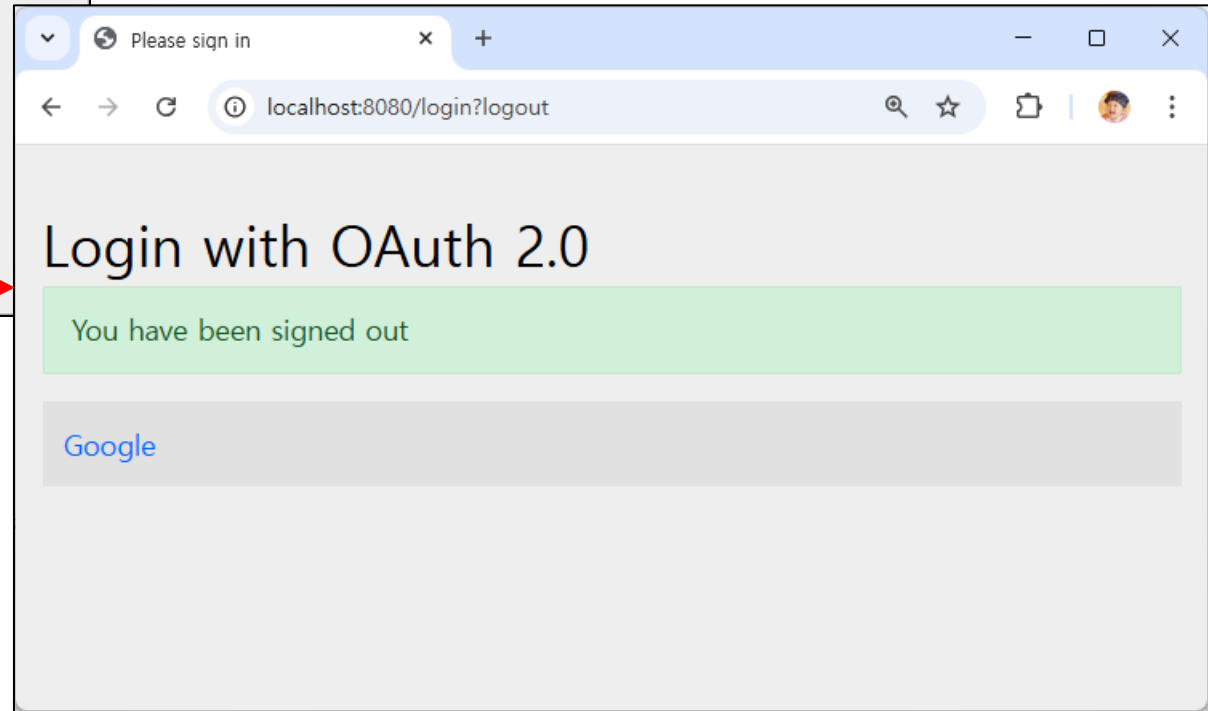 Please sign in
localhost:8080/login?logout
Login with OAuth 2.0
You have been signed out
Google